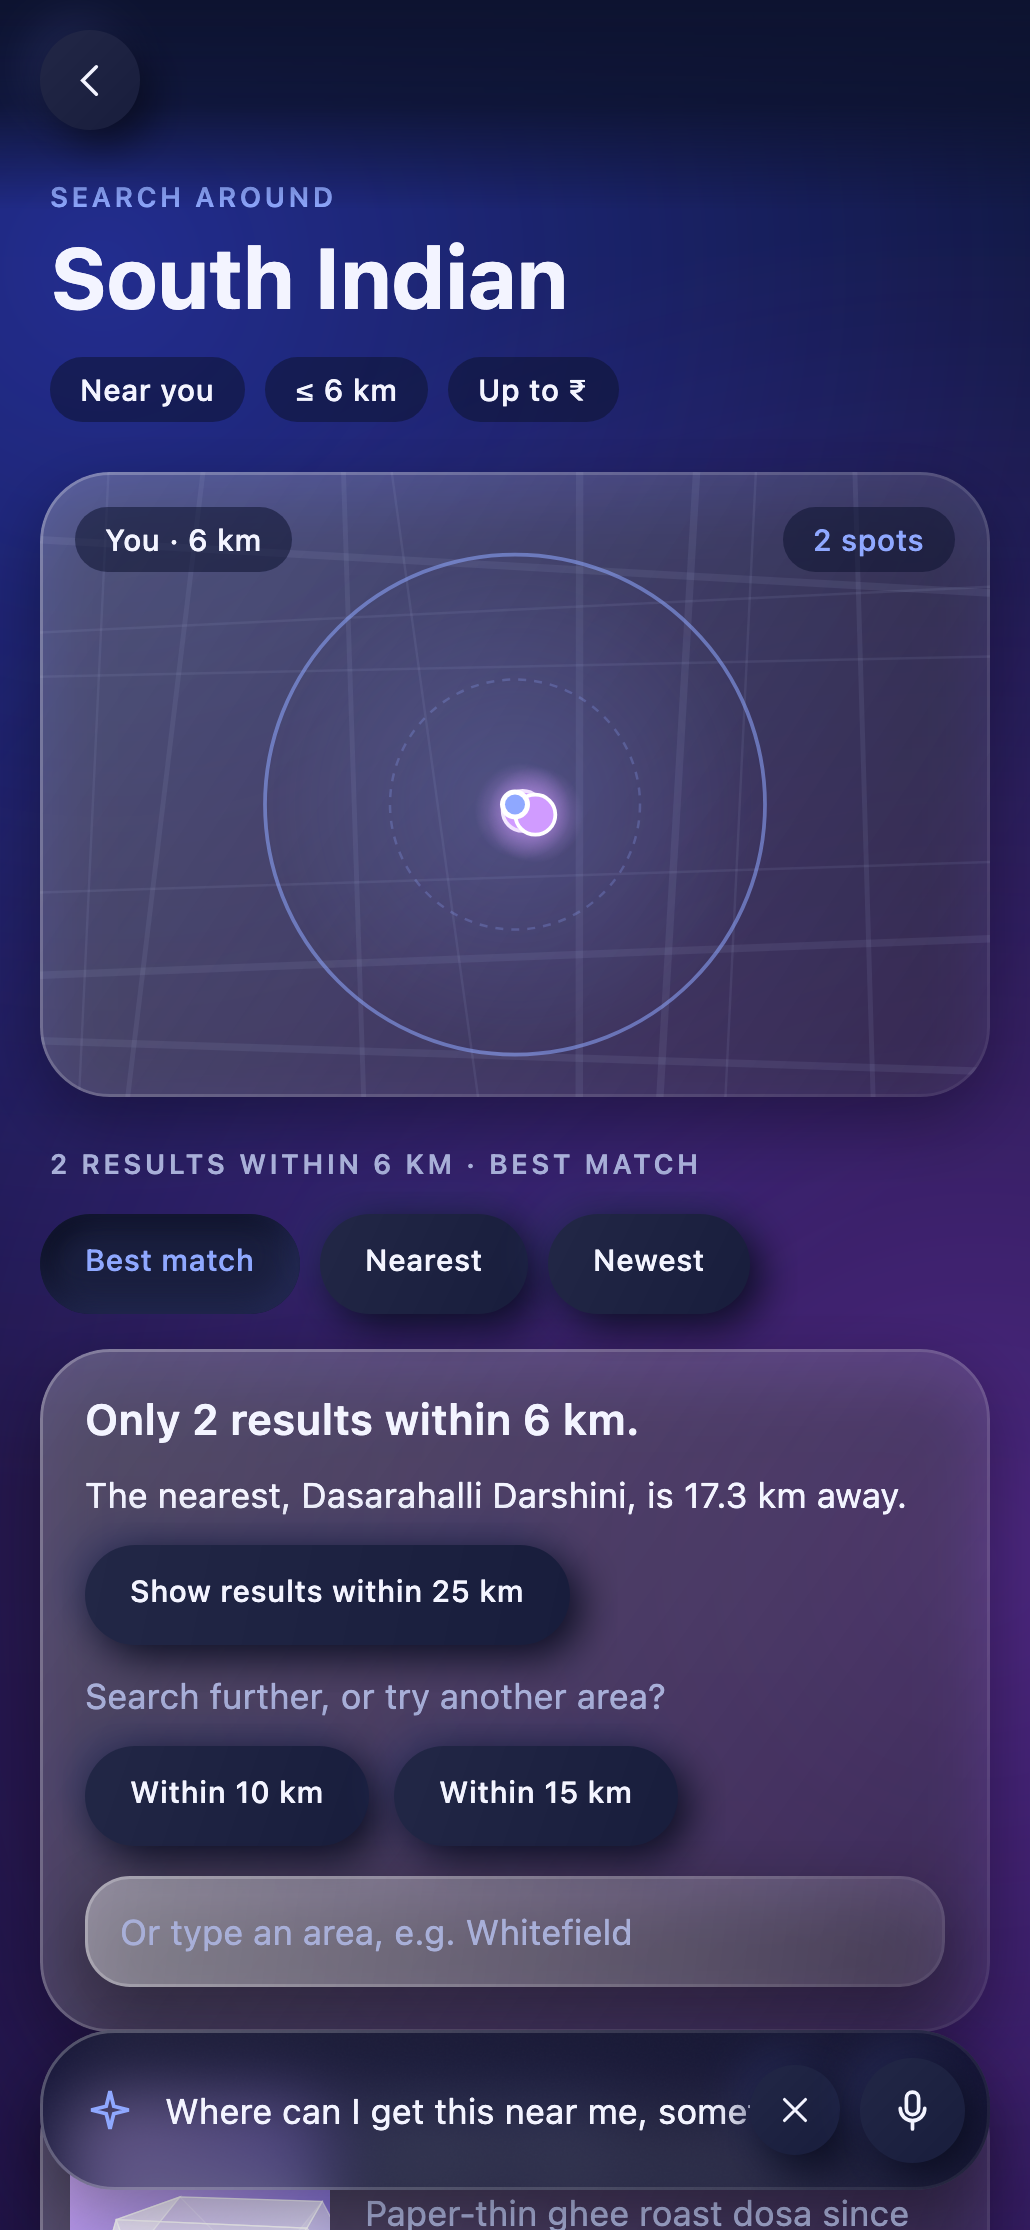 SEARCH AROUND
South Indian
Near you
≤ 6 km
Up to ₹
You · 6 km
2 spots
2 RESULTS WITHIN 6 KM · BEST MATCH
Best match
Nearest
Newest
Only 2 results within 6 km.
The nearest, Dasarahalli Darshini, is 17.3 km away.
Show results within 25 km
Search further, or try another area?
Within 10 km
Within 15 km
Or type an area, e.g. Whitefield
Where can I get this near me, some
Paper-thin ghee roast dosa since